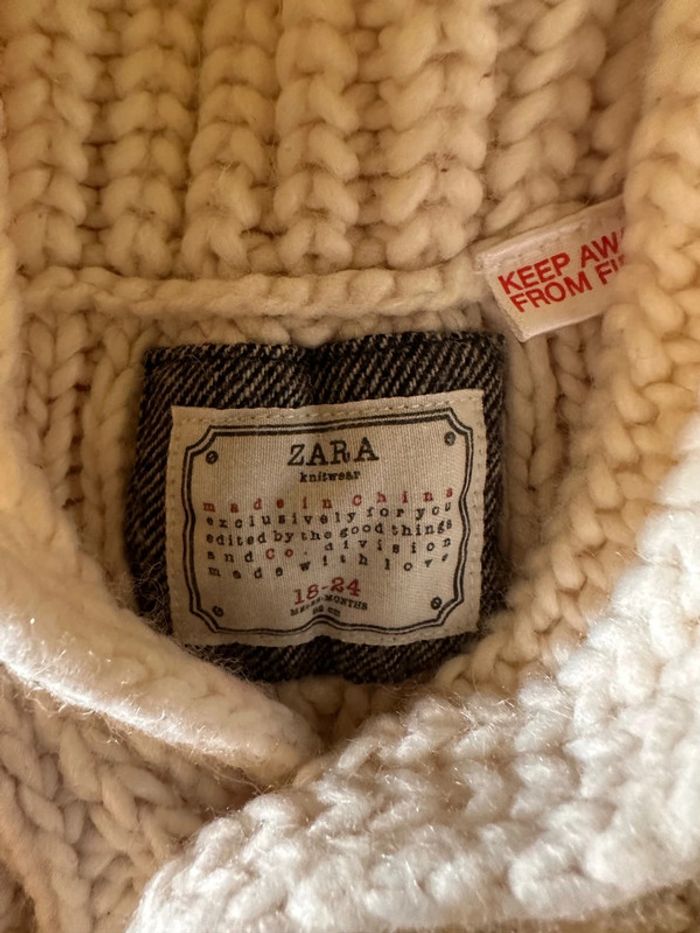 KEEP AW
FROM FI
ZARA
knitwear
made in China
exclusively for you
edited by the good things
and Co. division
made with love
18-24
MESES-MONTHS